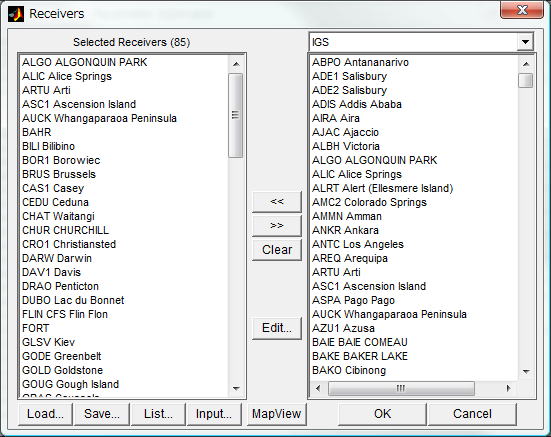 Receivers
Selected Receivers (85)
ALGO ALGONQUIN PARK
ALIC Alice Springs
ARTU Arti
ASC1 Ascension Island
AUCK Whangaparaoa Peninsula
BAHR
BILI Bilibino
BOR1 Borowiec
BRUS Brussels
CAS1 Casey
CEDU Ceduna
CHAT Waitangi
CHUR CHURCHILL
CRO1 Christiansted
DARW Darwin
DAV1 Davis
DRAO Penticton
DUBO Lac du Bonnet
FLIN CFS Flin Flon
FORT
GLSV Kiev
GODE Greenbelt
GOLD Goldstone
GOUG Gough Island
GRAS Caussols
<<
>>
Clear
Edit...
IGS
ABPO Antananarivo
ADE1 Salisbury
ADE2 Salisbury
ADIS Addis Ababa
AIRA Aira
AJAC Ajaccio
ALBH Victoria
ALGO ALGONQUIN PARK
ALIC Alice Springs
ALRT Alert (Ellesmere Island)
AMC2 Colorado Springs
AMMN Amman
ANKR Ankara
ANTC Los Angeles
AREQ Arequipa
ARTU Arti
ASC1 Ascension Island
ASPA Pago Pago
AUCK Whangaparaoa Peninsula
AZU1 Azusa
BAIE BAIE COMEAU
BAKE BAKER LAKE
BAKO Cibinong
Load... Save... List... Input... MapView OK Cancel